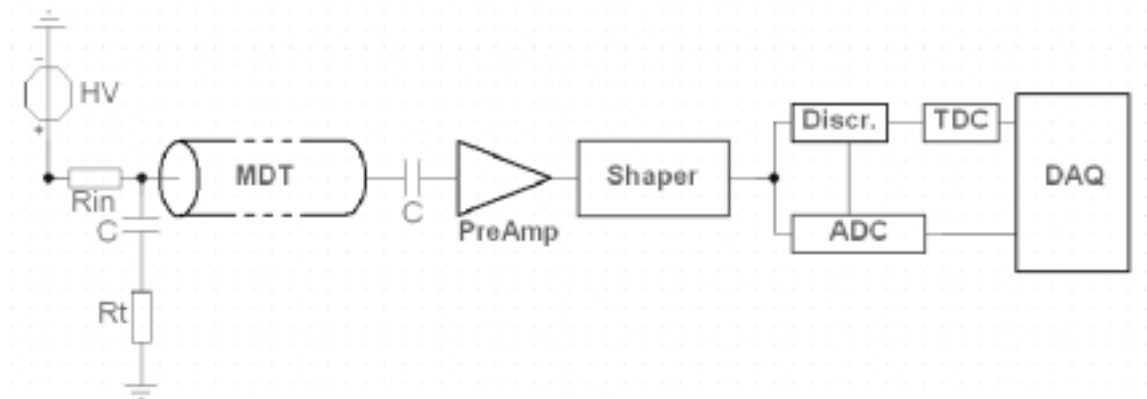 HV
Rin
C
Rt
MDT
C
PreAmp
Shaper
Discr.
TDC
ADC
DAQ